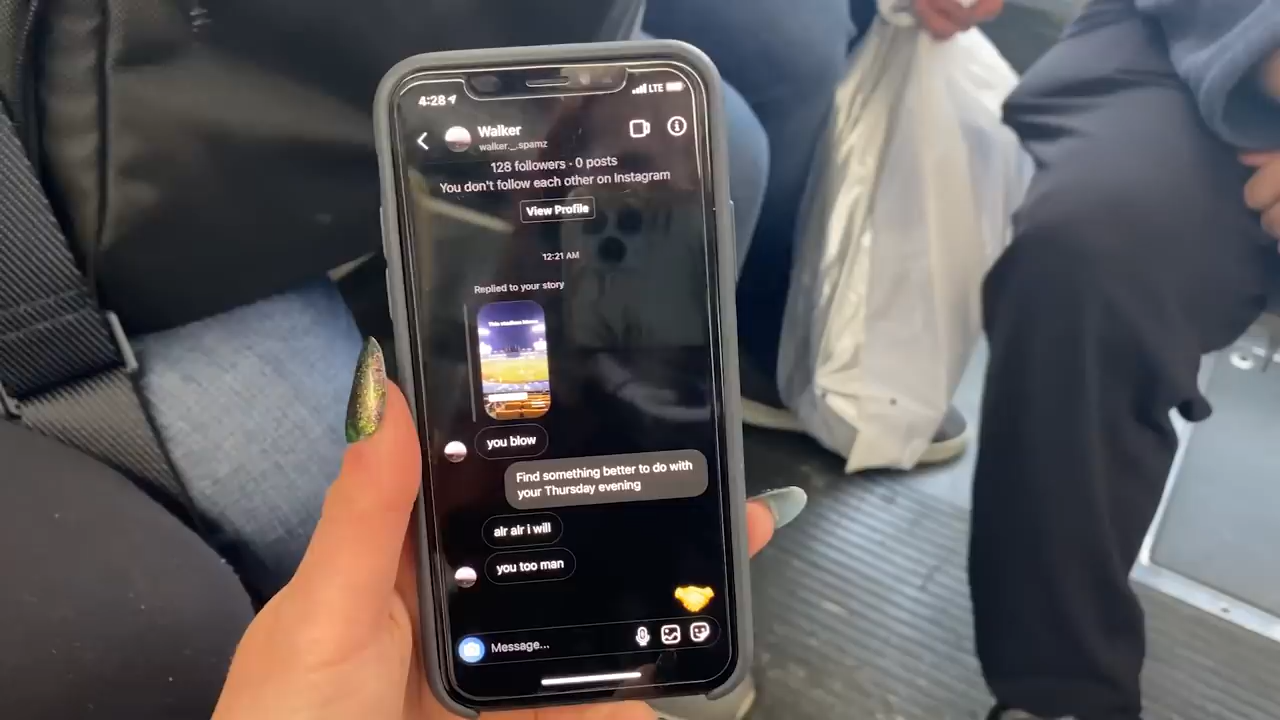 4:28
LTE
Walker
walker._.spamz
128 followers · 0 posts
You don't follow each other on Instagram
View Profile
12:21 AM
Replied to your story
This stadium
you blow
Find something better to do with
your Thursday evening
alr alr i will
you too man
Message...